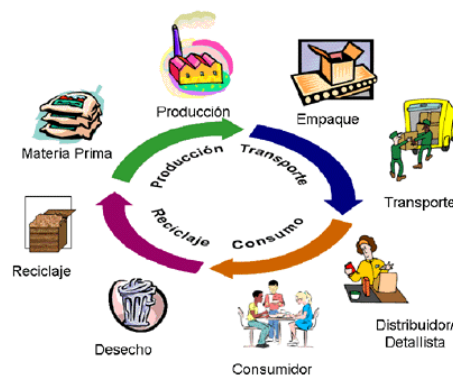 Producción
Empaque
Materia Prima
Producción
Transporte
Transporte
Reciclaje
Consumo
Reciclaje
Distribuidor/
Detallista
Desecho
Consumidor